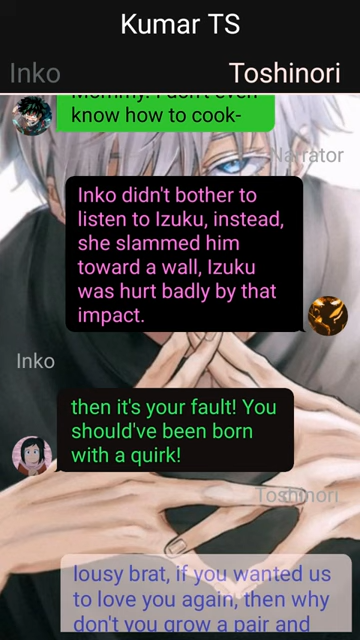 Kumar TS
Inko
Toshinori
Mommy. I don't even
know how to cook-
Narrator
Inko didn't bother to
listen to Izuku, instead,
she slammed him
toward a wall, Izuku
was hurt badly by that
impact.
Inko
then it's your fault! You
should've been born
with a quirk!
Toshinori
lousy brat, if you wanted us
to love you again, then why
don't you grow a pair and